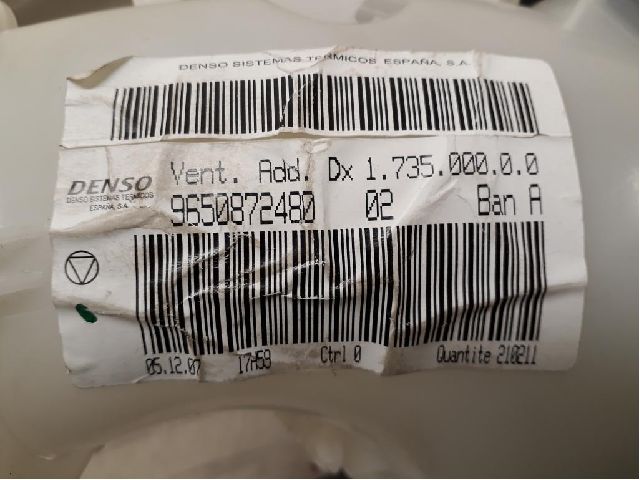 DENSO SISTEMAS TERMICOS ESPAÑA, S.A.
Vent. Add. Dx 1.735.000.0.0
DENSO
DENSO SISTEMAS TERMICOS
ESPAÑA, S.A.
9650872480 02 Ban A
05.12.07 17H58 Ctrl 0 Quantite 210211